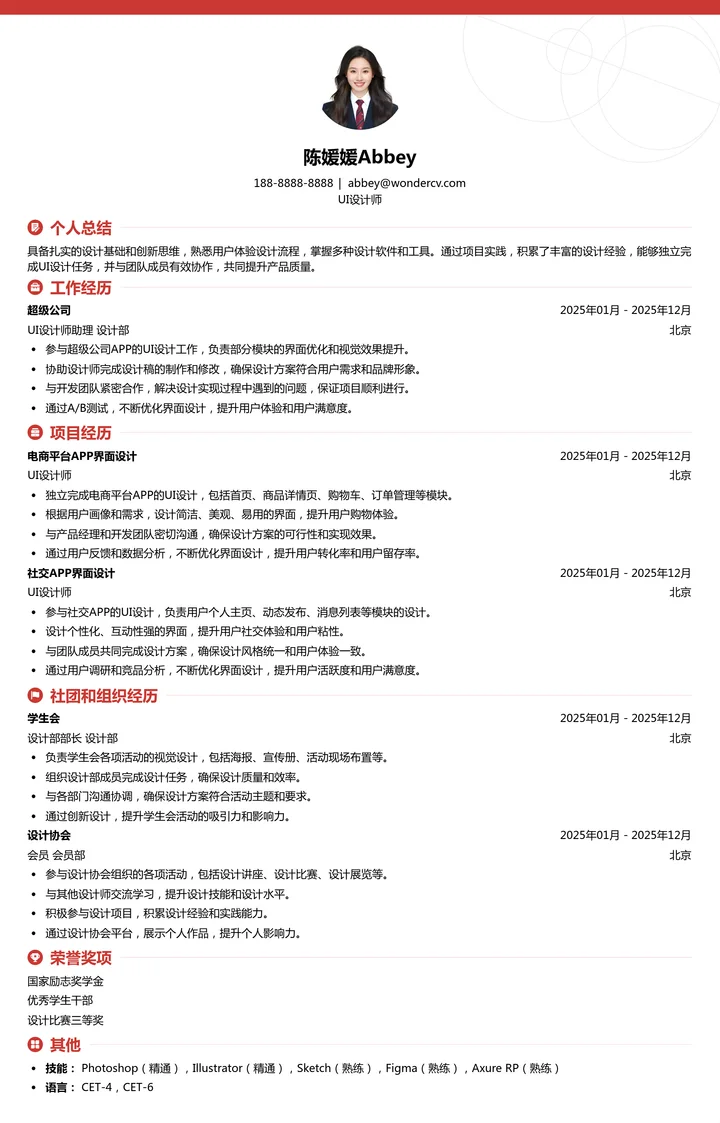 陈媛媛Abbey
188-8888-8888 | abbey@wondercv.com
UI设计师
个人总结
具备扎实的设计基础和创新思维，熟悉用户体验设计流程，掌握多种设计软件和工具。通过项目实践，积累了丰富的设计经验，能够独立完
成UI设计任务，并与团队成员有效协作，共同提升产品质量。
工作经历
超级公司 2025年01月 - 2025年12月
UI设计师助理 设计部 北京
• 参与超级公司APP的UI设计工作，负责部分模块的界面优化和视觉效果提升。
• 协助设计师完成设计稿的制作和修改，确保设计方案符合用户需求和品牌形象。
• 与开发团队紧密合作，解决设计实现过程中遇到的问题，保证项目顺利进行。
• 通过A/B测试，不断优化界面设计，提升用户体验和用户满意度。
项目经历
电商平台APP界面设计 2025年01月 - 2025年12月
UI设计师 北京
• 独立完成电商平台APP的UI设计，包括首页、商品详情页、购物车、订单管理等模块。
• 根据用户画像和需求，设计简洁、美观、易用的界面，提升用户购物体验。
• 与产品经理和开发团队密切沟通，确保设计方案的可行性和实现效果。
• 通过用户反馈和数据分析，不断优化界面设计，提升用户转化率和用户留存率。
社交APP界面设计 2025年01月 - 2025年12月
UI设计师 北京
• 参与社交APP的UI设计，负责用户个人主页、动态发布、消息列表等模块的设计。
• 设计个性化、互动性强的界面，提升用户社交体验和用户粘性。
• 与团队成员共同完成设计方案，确保设计风格统一和用户体验一致。
• 通过用户调研和竞品分析，不断优化界面设计，提升用户活跃度和用户满意度。
社团和组织经历
学生会 2025年01月 - 2025年12月
设计部部长 设计部 北京
• 负责学生会各项活动的视觉设计，包括海报、宣传册、活动现场布置等。
• 组织设计部成员完成设计任务，确保设计质量和效率。
• 与各部门沟通协调，确保设计方案符合活动主题和要求。
• 通过创新设计，提升学生会活动的吸引力和影响力。
设计协会 2025年01月 - 2025年12月
会员 会员部 北京
• 参与设计协会组织的各项活动，包括设计讲座、设计比赛、设计展览等。
• 与其他设计师交流学习，提升设计技能和设计水平。
• 积极参与设计项目，积累设计经验和实践能力。
• 通过设计协会平台，展示个人作品，提升个人影响力。
荣誉奖项
国家励志奖学金
优秀学生干部
设计比赛三等奖
其他
• 技能： Photoshop（精通），Illustrator（精通），Sketch（熟练），Figma（熟练），Axure RP（熟练）
• 语言： CET-4，CET-6